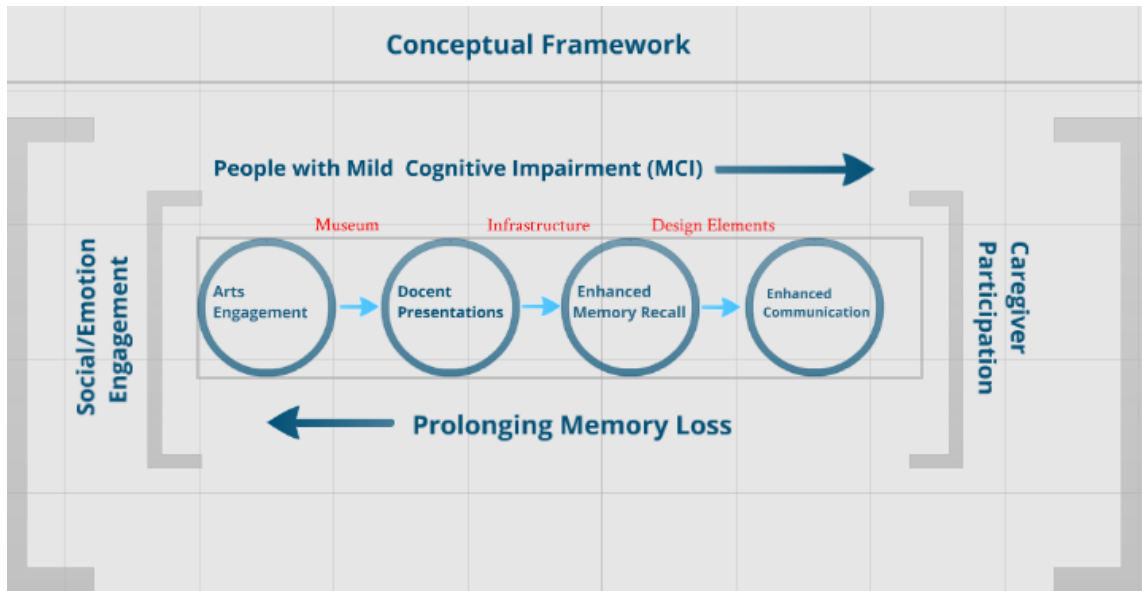 Conceptual Framework
People with Mild Cognitive Impairment (MCI)
Museum
Infrastructure
Design Elements
Social/Emotion
Engagement
Arts
Engagement
Docent
Presentations
Enhanced
Memory Recall
Enhanced
Communication
Caregiver
Participation
Prolonging Memory Loss